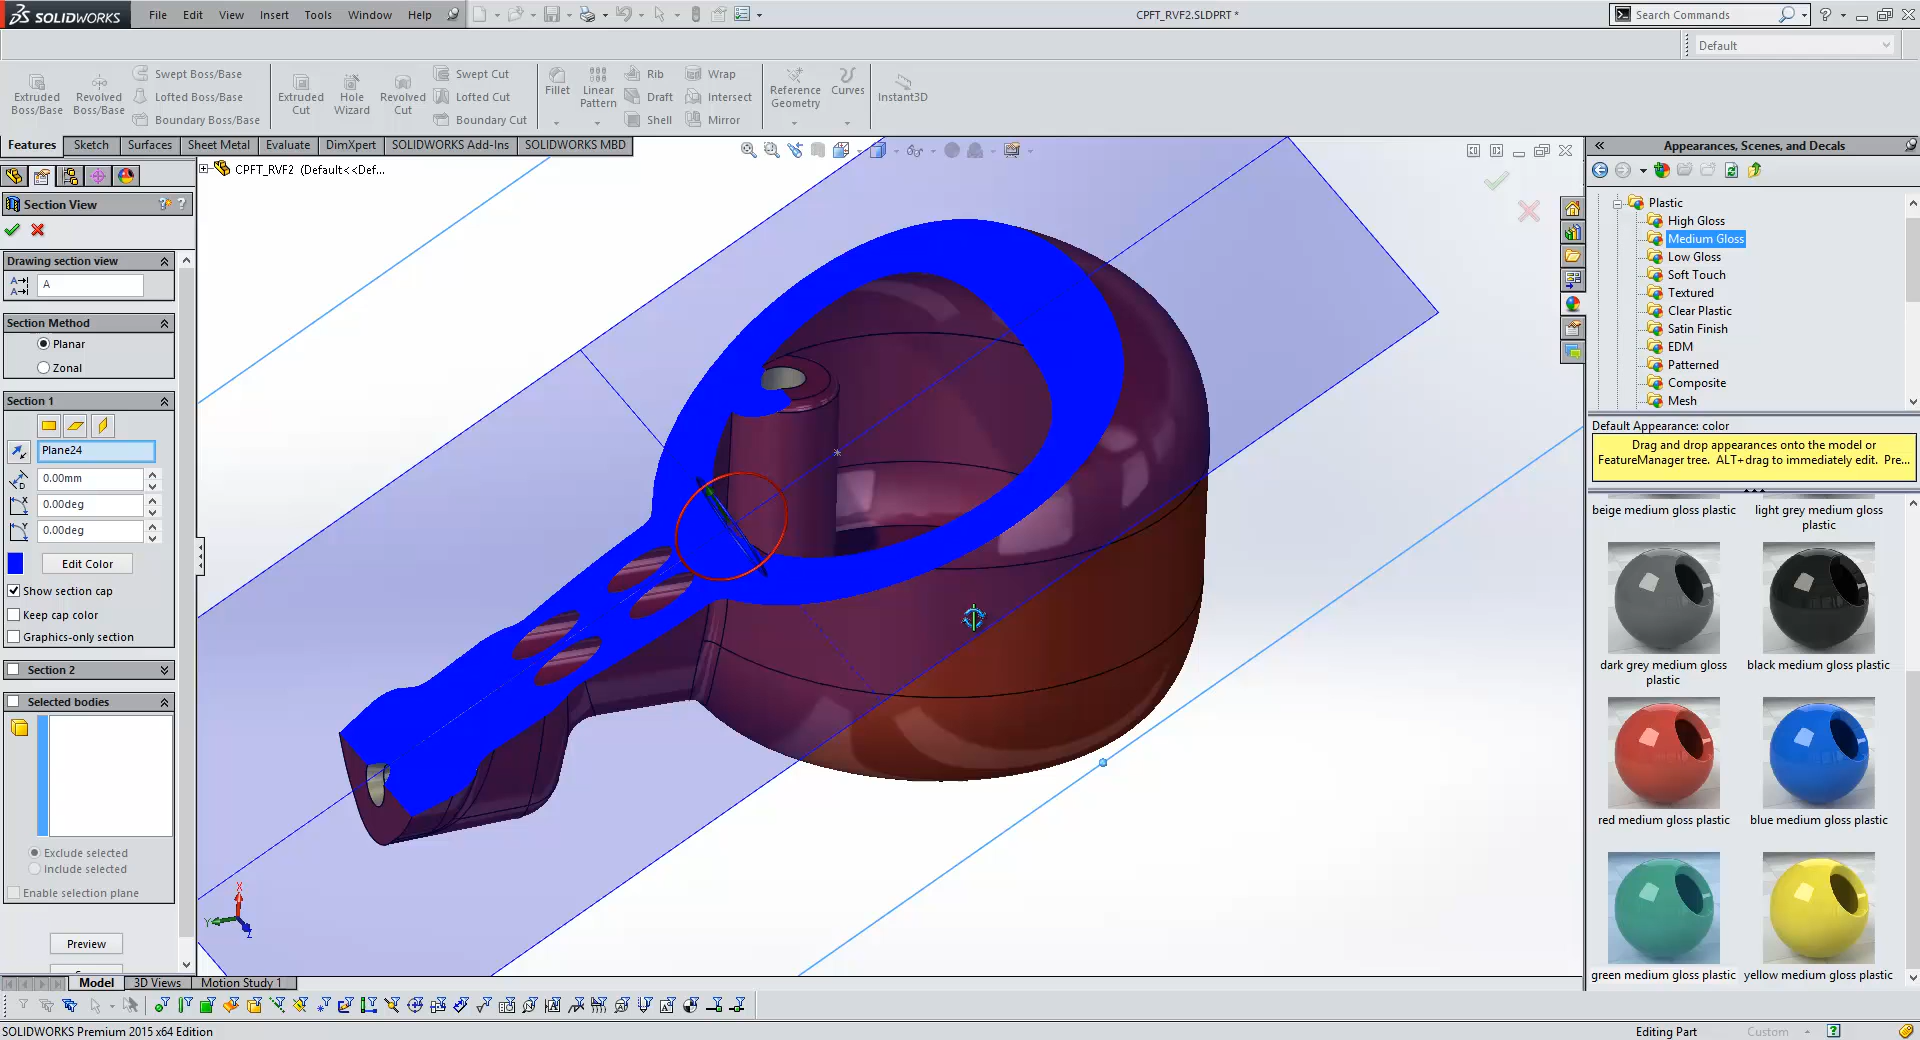 SOLIDWORKS
File Edit View Insert Tools Window Help
CPFT_RVF2.SLDPRT *
Search Commands
Default
Extruded Boss/Base
Revolved Boss/Base
Swept Boss/Base
Lofted Boss/Base
Boundary Boss/Base
Extruded Cut
Hole Wizard
Revolved Cut
Swept Cut
Lofted Cut
Boundary Cut
Fillet
Linear Pattern
Rib
Draft
Shell
Wrap
Intersect
Mirror
Reference Geometry
Curves
Instant3D
Features Sketch Surfaces Sheet Metal Evaluate DimXpert SOLIDWORKS Add-Ins SOLIDWORKS MBD
CPFT_RVF2 (Default<<Def...
Section View
Drawing section view
A
Section Method
Planar
Zonal
Section 1
Plane24
0.00mm
0.00deg
0.00deg
Edit Color
Show section cap
Keep cap color
Graphics-only section
Section 2
Selected bodies
Exclude selected
Include selected
Enable selection plane
Preview
X
Y
Z
Appearances, Scenes, and Decals
Plastic
High Gloss
Medium Gloss
Low Gloss
Soft Touch
Textured
Clear Plastic
Satin Finish
EDM
Patterned
Composite
Mesh
Default Appearance: color
Drag and drop appearances onto the model or
FeatureManager tree. ALT+drag to immediately edit. Pre...
beige medium gloss plastic
light grey medium gloss plastic
dark grey medium gloss plastic
black medium gloss plastic
red medium gloss plastic
blue medium gloss plastic
green medium gloss plastic
yellow medium gloss plastic
Model 3D Views Motion Study 1
SOLIDWORKS Premium 2015 x64 Edition
Editing Part
Custom